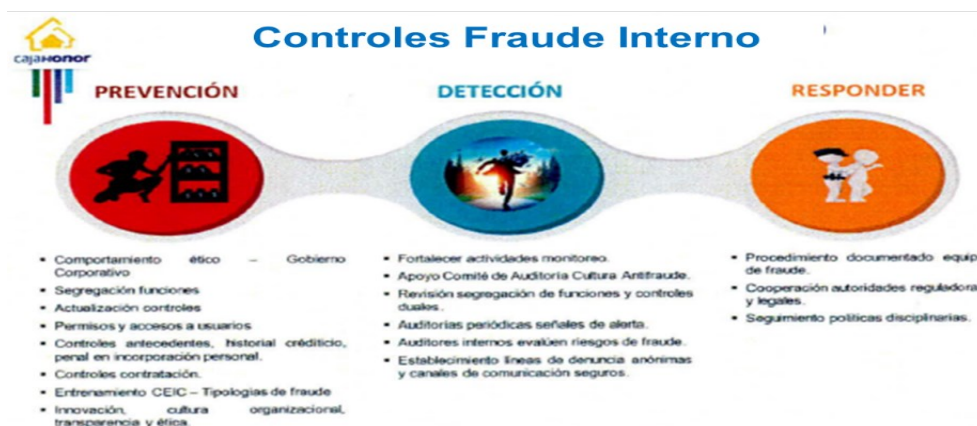 Controles Fraude Interno
cajaHonor
PREVENCIÓN
DETECCIÓN
RESPONDER
• Comportamiento ético – Gobierno
Corporativo
• Segregación funciones
• Actualización controles
• Permisos y accesos a usuarios
• Controles antecedentes, historial crediticio,
penal en incorporación personal.
• Controles contratación.
• Entrenamiento CEIC – Tipologías de fraude
• Innovación, cultura organizacional,
transparencia y ética.
• Fortalecer actividades monitoreo.
• Apoyo Comité de Auditoría Cultura Antifraude.
• Revisión segregación de funciones y controles
duales.
• Auditorías periódicas señales de alerta.
• Auditores internos evalúen riesgos de fraude.
• Establecimiento líneas de denuncia anónimas
y canales de comunicación seguros.
• Procedimiento documentado equip
de fraude.
• Cooperación autoridades reguladora
y legales.
• Seguimiento políticas disciplinarias.